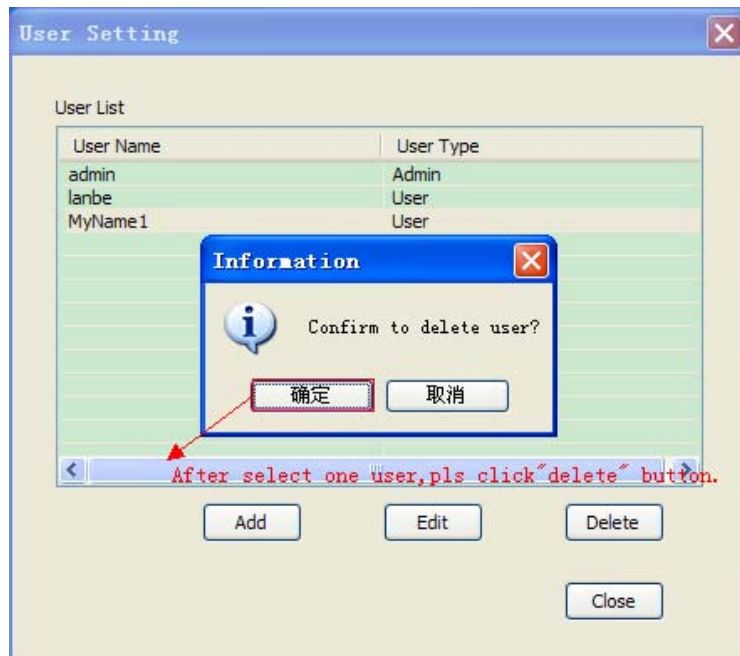 User Setting
User List
User Name User Type
admin Admin
lanbe User
MyName1 User
Information
Confirm to delete user?
确定 取消
After select one user,pls click"delete" button.
Add Edit Delete
Close